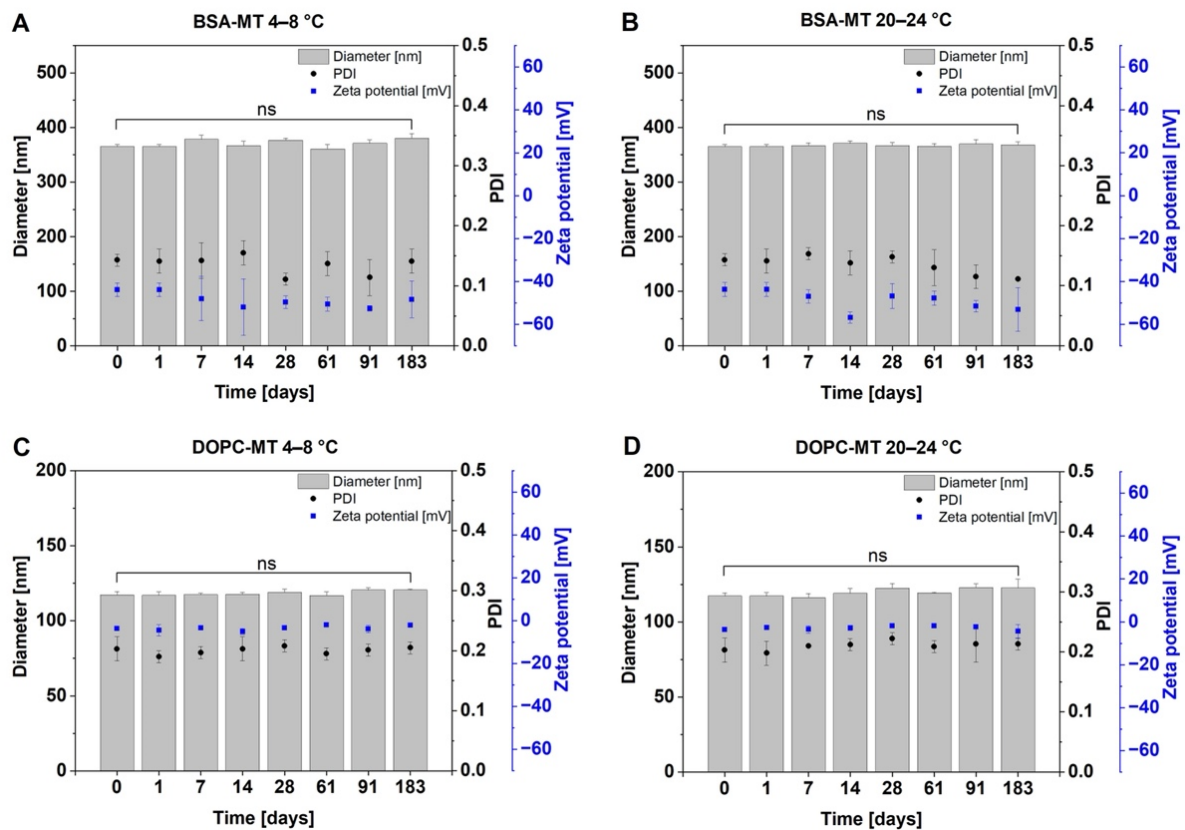 A
BSA-MT 4–8 °C
500
400
300
200
100
0
Diameter [nm]
Diameter [nm]
PDI
Zeta potential [mV]
ns
0.5
0.4
0.3
0.2
0.1
0.0
PDI
60
40
20
0
−20
−40
−60
Zeta potential [mV]
0 1 7 14 28 61 91 183
Time [days]
B
BSA-MT 20–24 °C
500
400
300
200
100
0
Diameter [nm]
Diameter [nm]
PDI
Zeta potential [mV]
ns
0.5
0.4
0.3
0.2
0.1
0.0
PDI
60
40
20
0
−20
−40
−60
Zeta potential [mV]
0 1 7 14 28 61 91 183
Time [days]
C
DOPC-MT 4–8 °C
200
150
100
50
0
Diameter [nm]
Diameter [nm]
PDI
Zeta potential [mV]
ns
0.5
0.4
0.3
0.2
0.1
0.0
PDI
60
40
20
0
−20
−40
−60
Zeta potential [mV]
0 1 7 14 28 61 91 183
Time [days]
D
DOPC-MT 20–24 °C
200
150
100
50
0
Diameter [nm]
Diameter [nm]
PDI
Zeta potential [mV]
ns
0.5
0.4
0.3
0.2
0.1
0.0
PDI
60
40
20
0
−20
−40
−60
Zeta potential [mV]
0 1 7 14 28 61 91 183
Time [days]